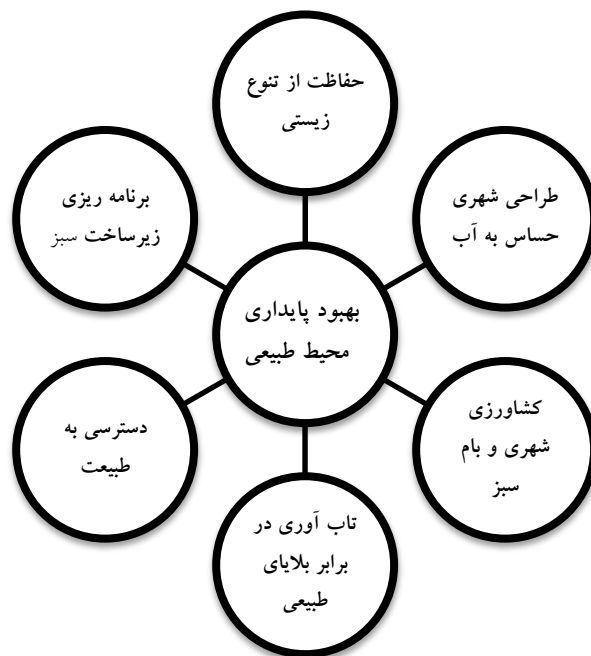 حفاظت از تنوع
زیستی
طراحی شهری
حساس به آب
برنامه ریزی
زیرساخت سبز
بهبود پایداری
محیط طبیعی
کشاورزی
شهری و بام
سبز
دسترسی به
طبیعت
تاب آوری در
برابر بلایای
طبیعی